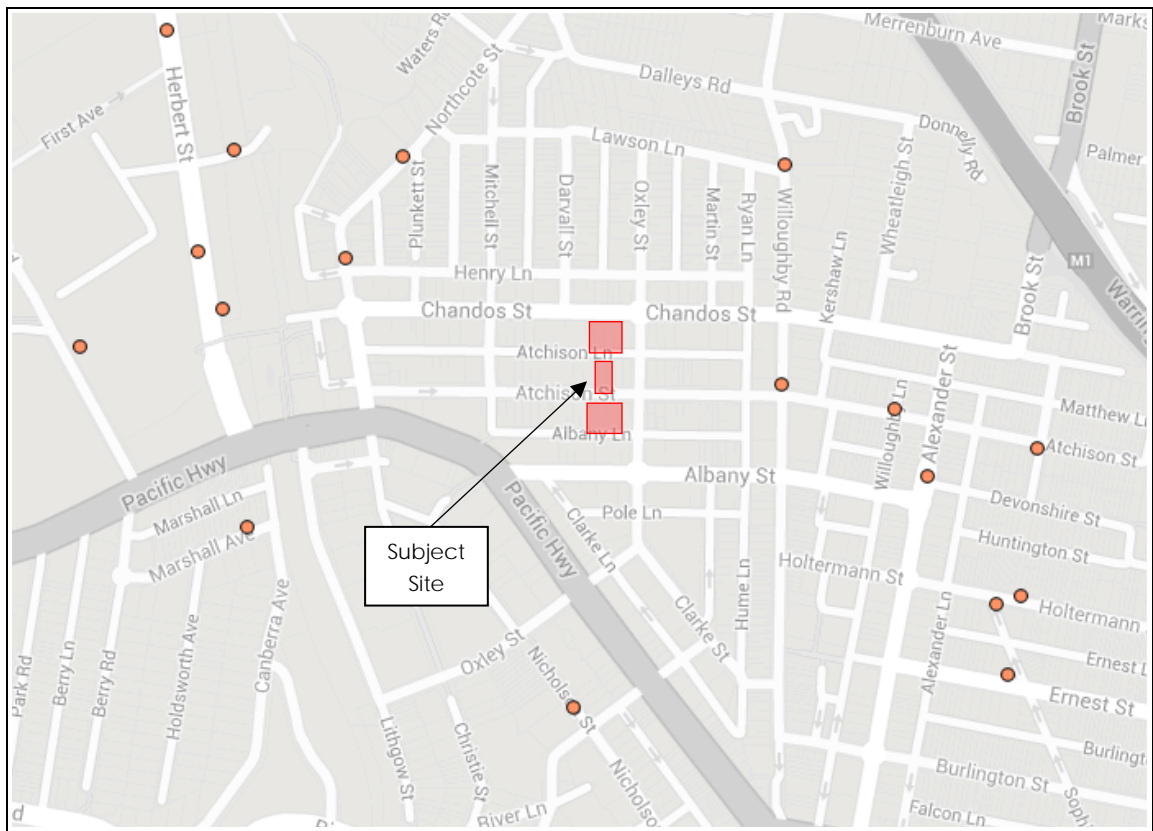 Merrenburn Ave
Marks
Waters Rd
Northcote St
Brook St
Herbert St
First Ave
Dalleys Rd
Donnelly Rd
Lawson Ln
Palmer
Plunkett St
Mitchell St
Darvall St
Oxley St
Martin St
Ryan Ln
Willoughby Rd
Wheatleigh St
Kershaw Ln
M1
Warring
Henry Ln
Chandos St
Chandos St
Brook St
Atchison Ln
Atchison St
Albany Ln
Willoughby Ln
Alexander St
Matthew Ln
Atchison St
Pacific Hwy
Albany St
Marshall Ln
Marshall Ave
Pacific Hwy
Clarke Ln
Pole Ln
Devonshire St
Huntington St
Subject
Site
Holtermann St
Holtermann
Hume Ln
Clarke St
Alexander Ln
Park Rd
Berry Ln
Berry Rd
Holdsworth Ave
Canberra Ave
Oxley St
Nicholson St
Ernest L
Ernest St
Lithgow St
Christie St
Nicholso
Burlingt
Burlington St
Soph
River Ln
Falcon Ln
d